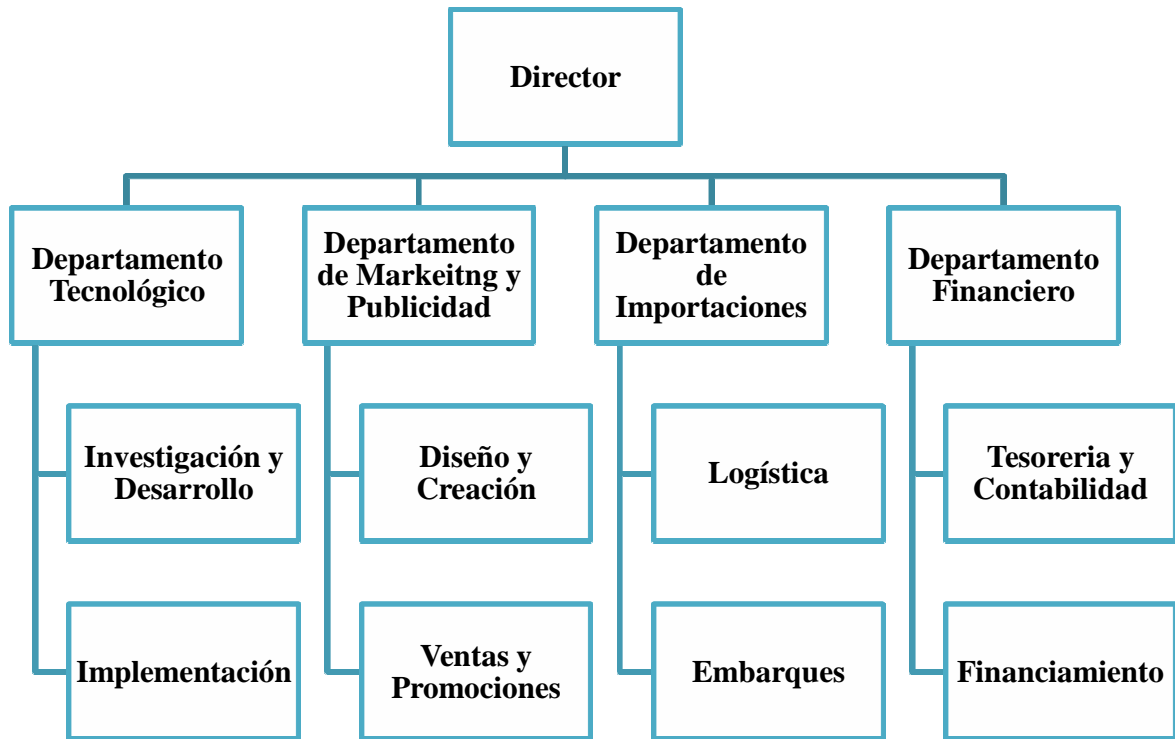 Director
Departamento
Tecnológico
Departamento
de Markeitng y
Publicidad
Departamento
de
Importaciones
Departamento
Financiero
Investigación y
Desarrollo
Diseño y
Creación
Logística
Tesoreria y
Contabilidad
Implementación
Ventas y
Promociones
Embarques
Financiamiento